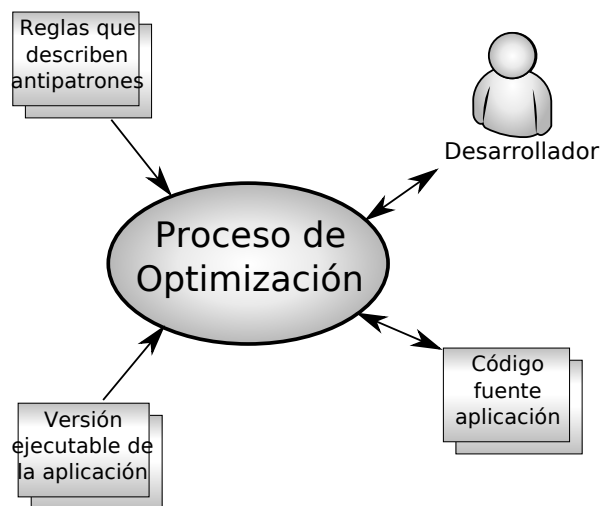 Reglas que
describen
antipatrones
Desarrollador
Proceso de
Optimización
Código
fuente
aplicación
Versión
ejecutable de
la aplicación